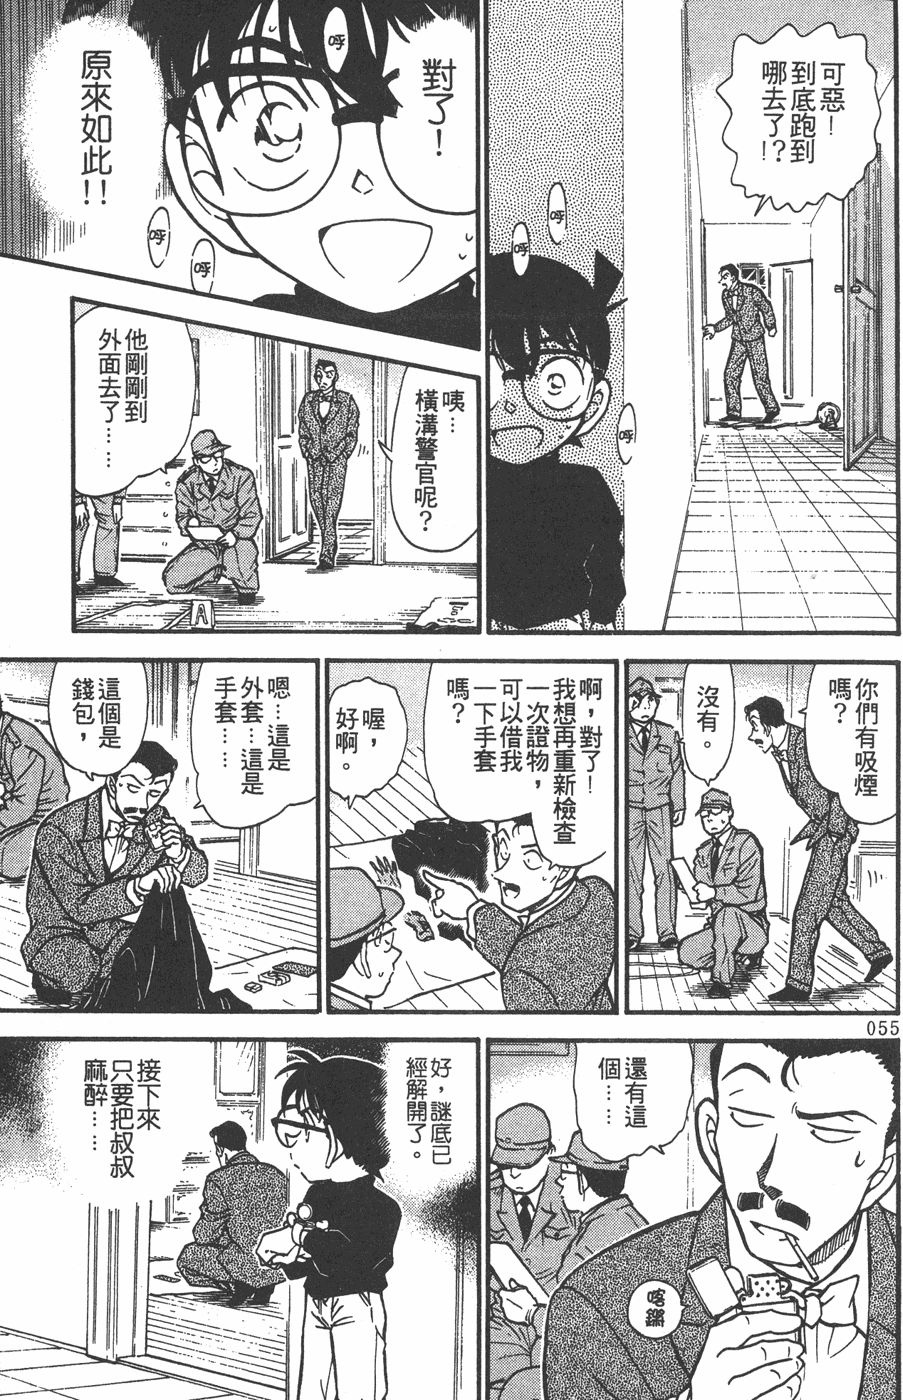 可惡！
到底跑到
哪去了?!
呼
呼
呼
對了！
呼
原來如此!!
呼
呼
咦…
橫溝警官呢?
他剛剛到
外面去了……
A
你們有吸煙
嗎?
沒有。
啊，對了！
我想再重新檢查
一次證物，
可以借我
一下手套
嗎?
喔，
好啊。
嗯…這是
外套…這是
手套……
這個是
錢包，
055
還有這
個…
喀鏘
好，謎底已
經解開了。
接下來
只要把叔叔
麻醉……